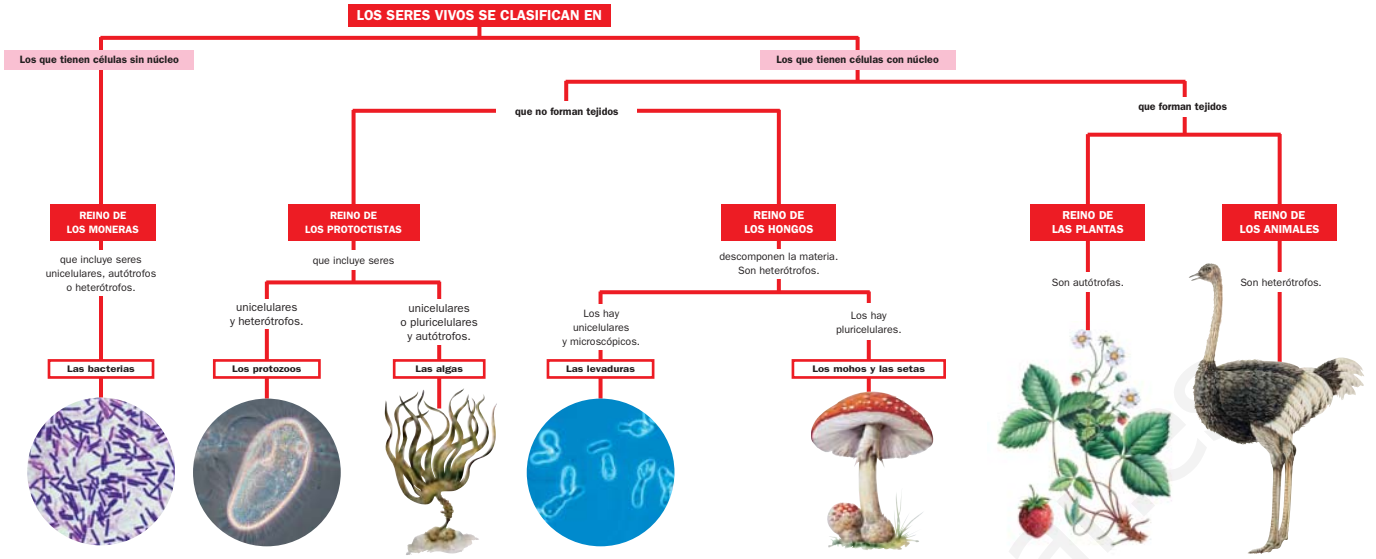 LOS SERES VIVOS SE CLASIFICAN EN
Los que tienen células sin núcleo
Los que tienen células con núcleo
que no forman tejidos
que forman tejidos
REINO DE
LOS MONERAS
REINO DE
LOS PROTOCTISTAS
REINO DE
LOS HONGOS
REINO DE
LAS PLANTAS
REINO DE
LOS ANIMALES
que incluye seres
unicelulares, autótrofos
o heterótrofos.
que incluye seres
descomponen la materia.
Son heterótrofos.
Son autótrofas.
Son heterótrofos.
unicelulares
y heterótrofos.
unicelulares
o pluricelulares
y autótrofos.
Los hay
unicelulares
y microscópicos.
Los hay
pluricelulares.
Las bacterias
Los protozoos
Las algas
Las levaduras
Los mohos y las setas